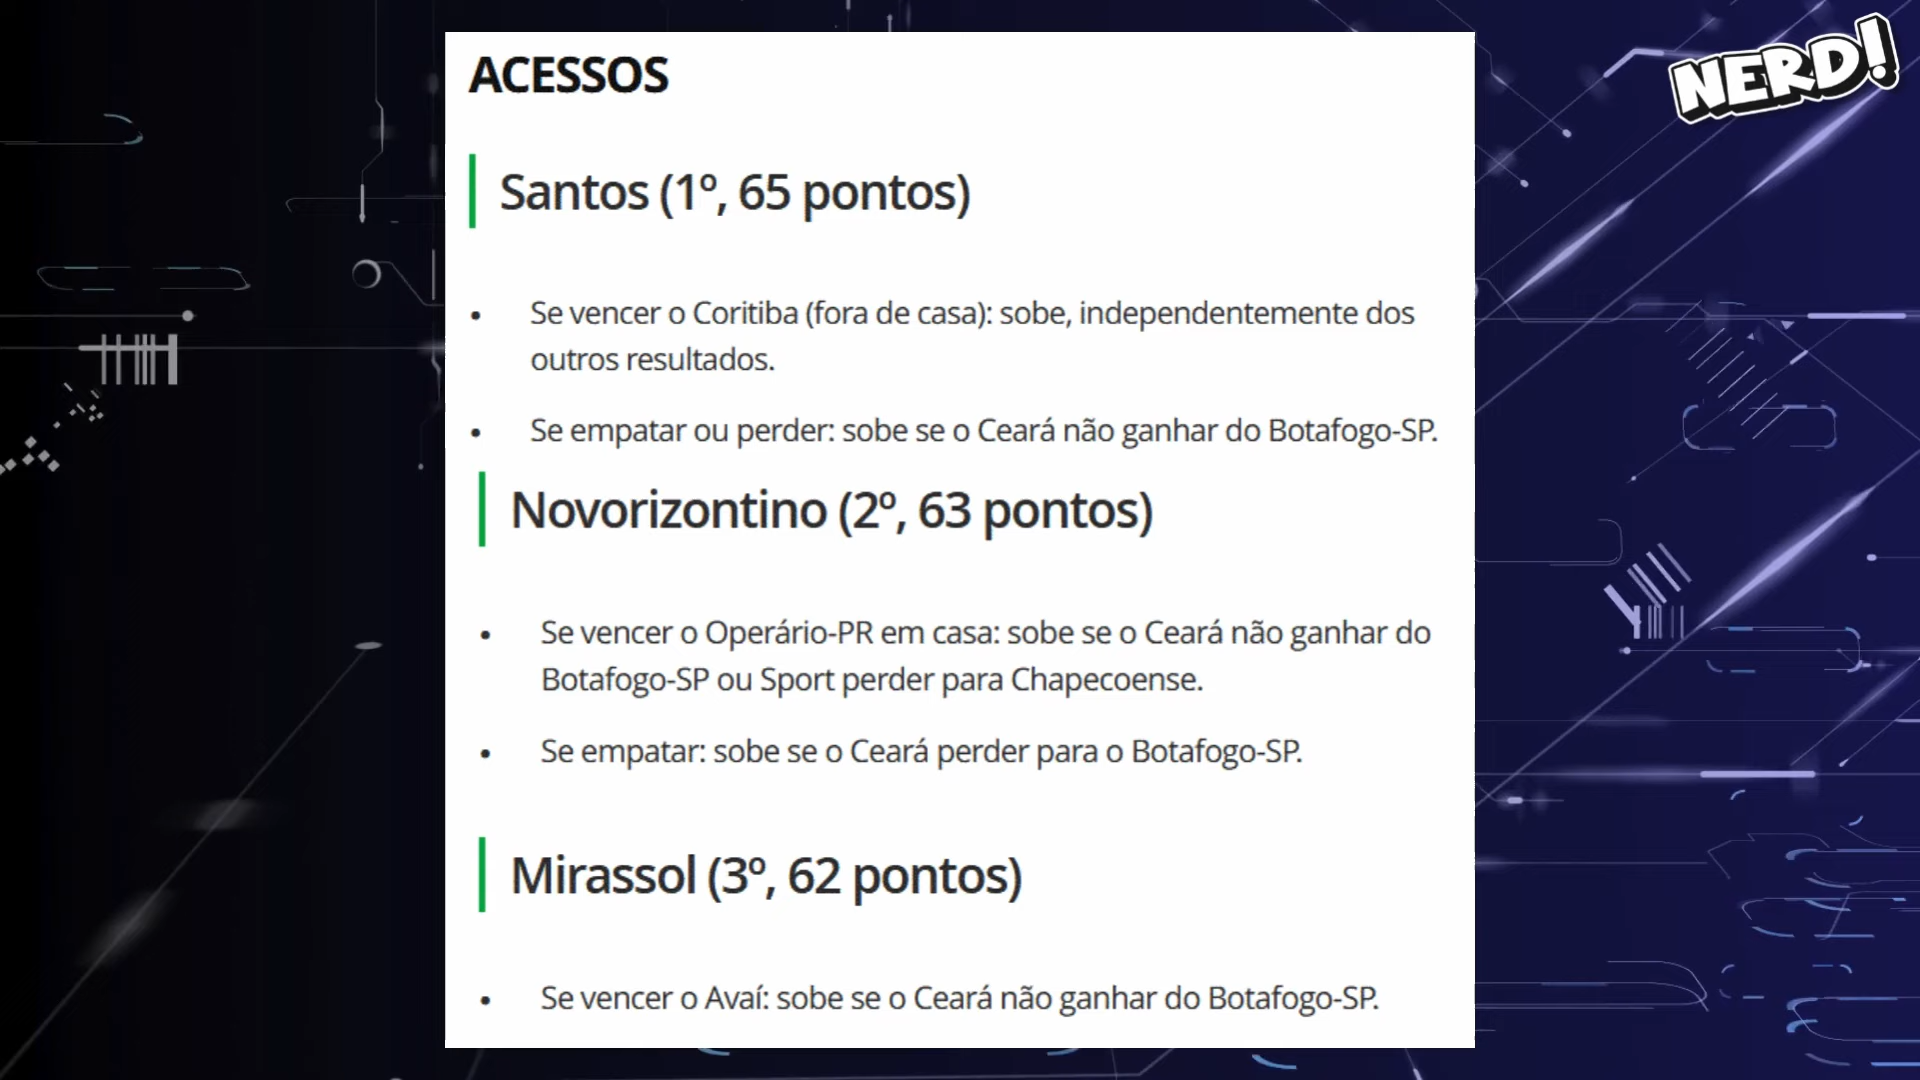 NERD!
ACESSOS
Santos (1º, 65 pontos)
• Se vencer o Coritiba (fora de casa): sobe, independentemente dos
outros resultados.
• Se empatar ou perder: sobe se o Ceará não ganhar do Botafogo-SP.
Novorizontino (2º, 63 pontos)
• Se vencer o Operário-PR em casa: sobe se o Ceará não ganhar do
Botafogo-SP ou Sport perder para Chapecoense.
• Se empatar: sobe se o Ceará perder para o Botafogo-SP.
Mirassol (3º, 62 pontos)
• Se vencer o Avaí: sobe se o Ceará não ganhar do Botafogo-SP.